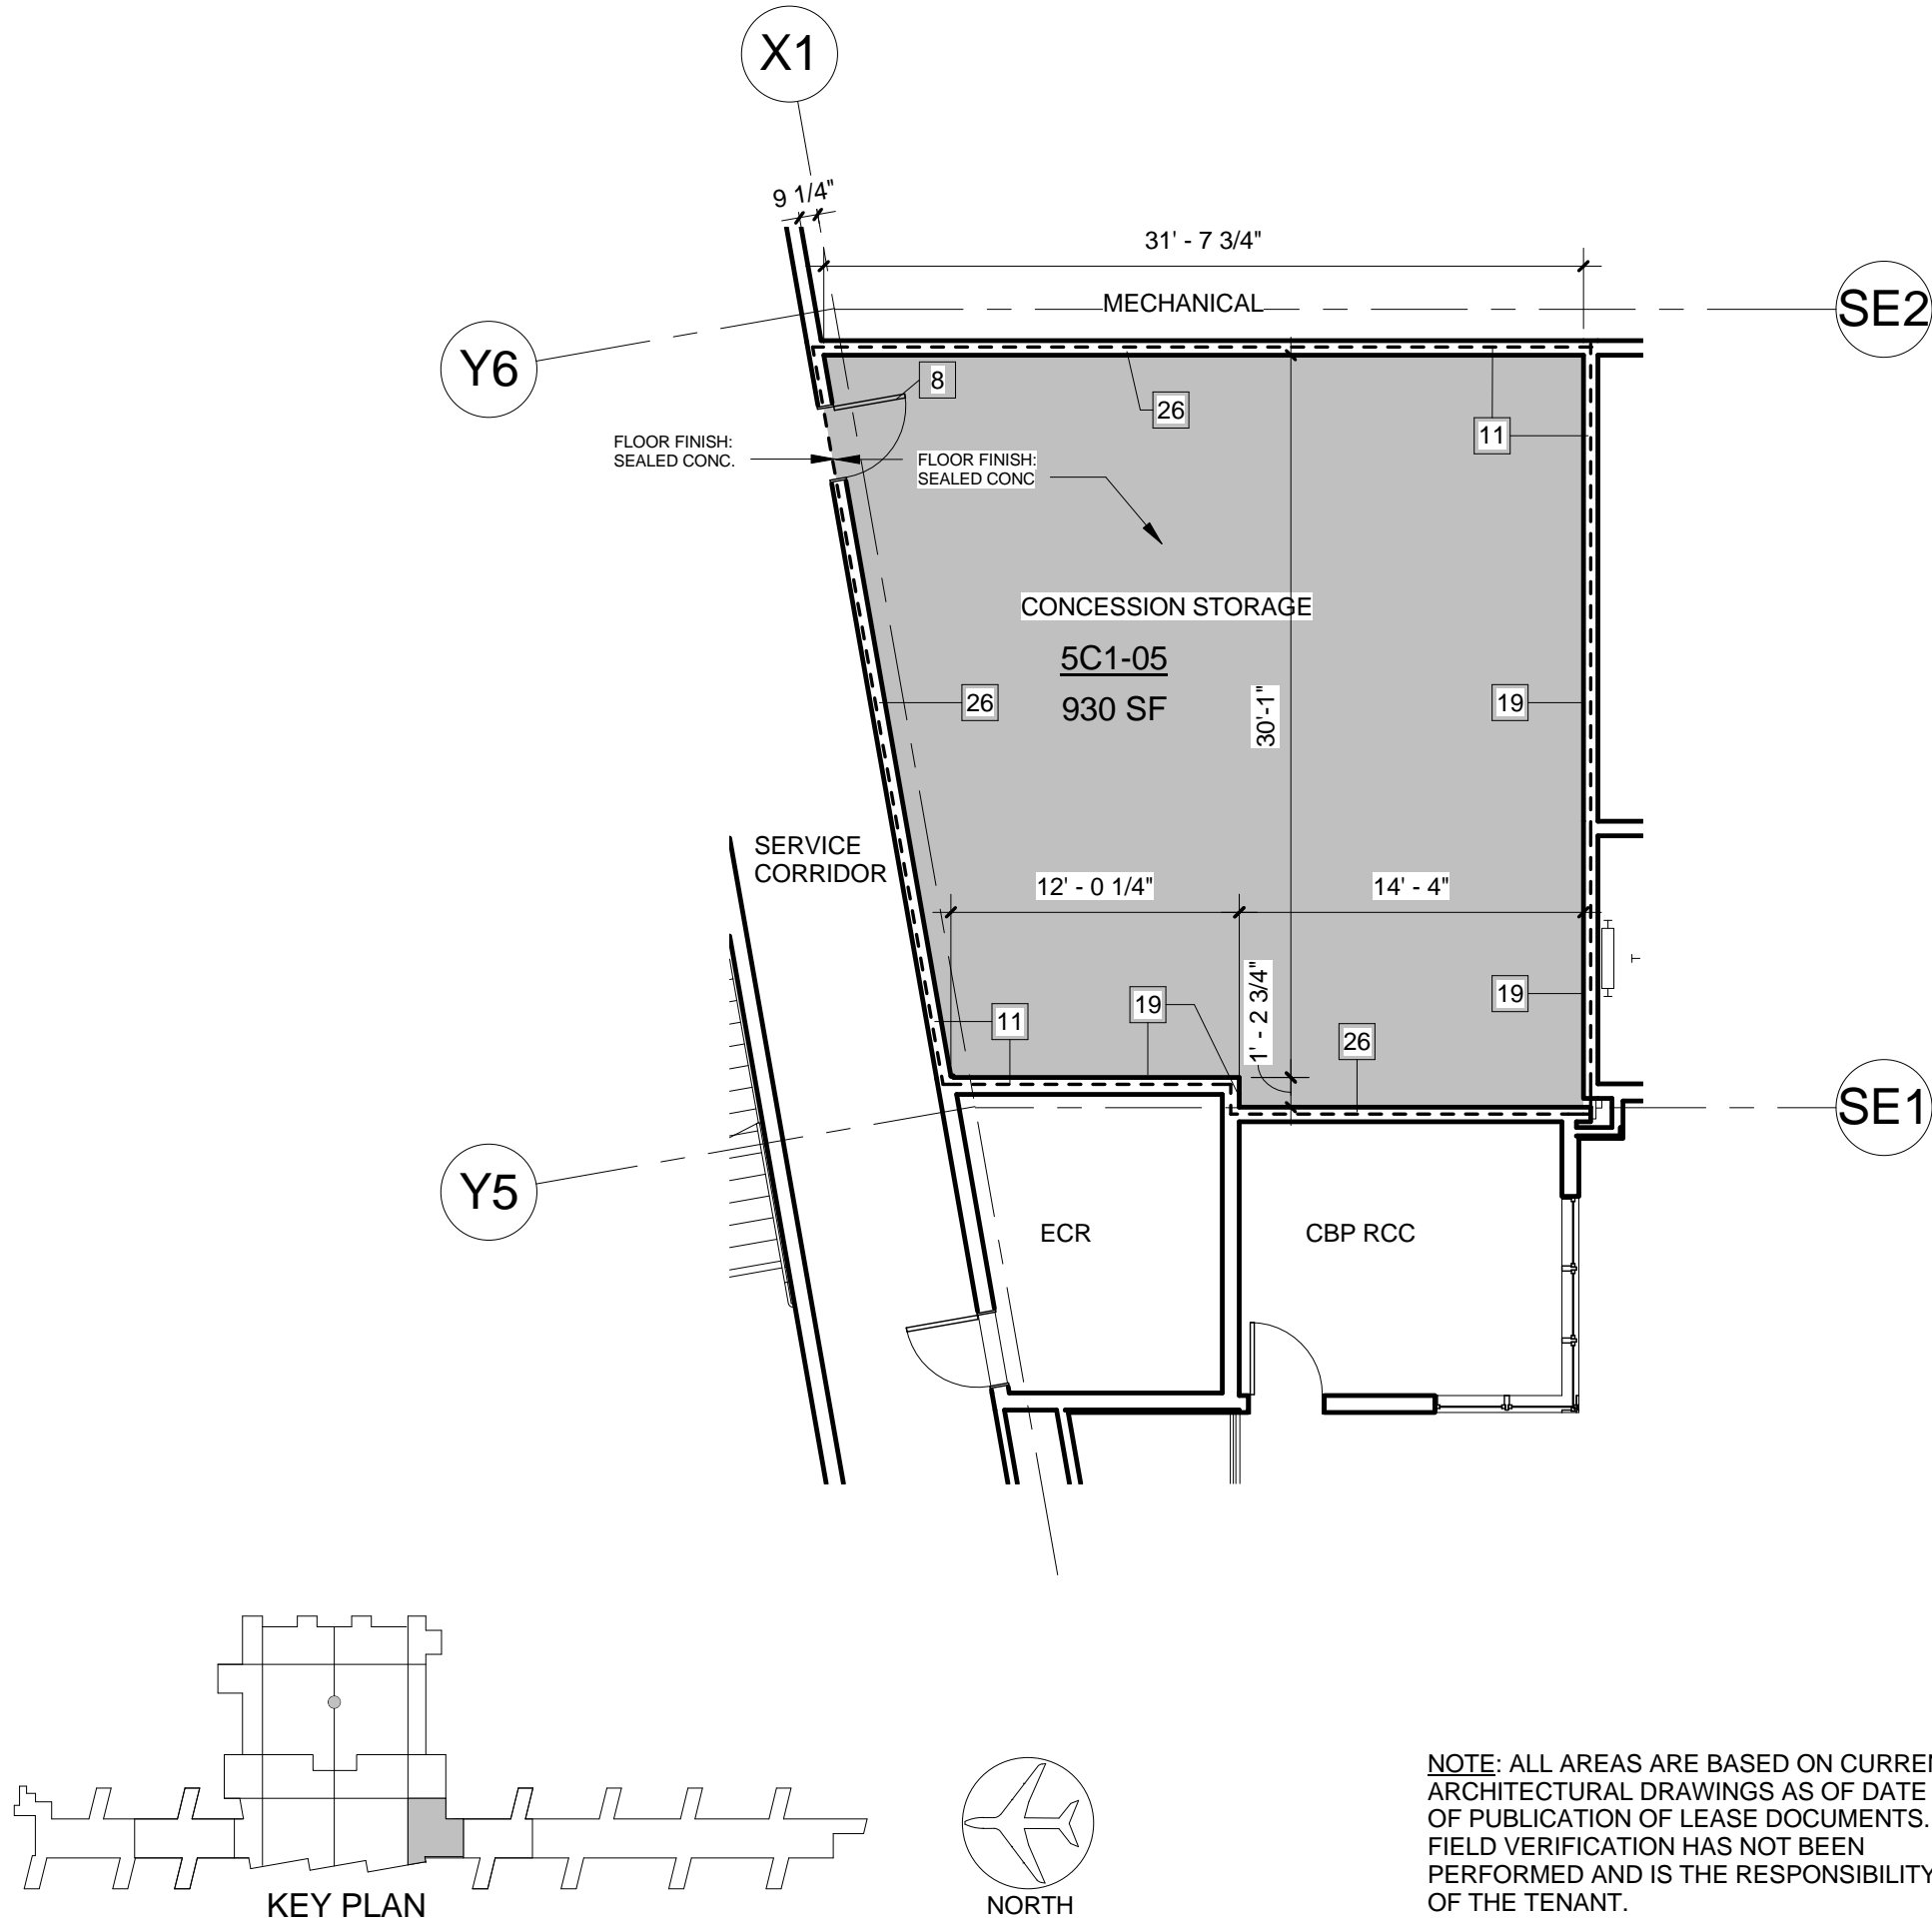 X1
9 1/4"
31' - 7 3/4"
MECHANICAL
SE2
Y6
8
26
11
FLOOR FINISH:
SEALED CONC.
FLOOR FINISH:
SEALED CONC
CONCESSION STORAGE
5C1-05
930 SF
26
30'-1"
19
SERVICE
CORRIDOR
12' - 0 1/4"
14' - 4"
1' - 2 3/4"
19
19
11
26
T
SE1
Y5
ECR
CBP RCC
KEY PLAN
NORTH
NOTE: ALL AREAS ARE BASED ON CURREN
ARCHITECTURAL DRAWINGS AS OF DATE
OF PUBLICATION OF LEASE DOCUMENTS.
FIELD VERIFICATION HAS NOT BEEN
PERFORMED AND IS THE RESPONSIBILITY
OF THE TENANT.